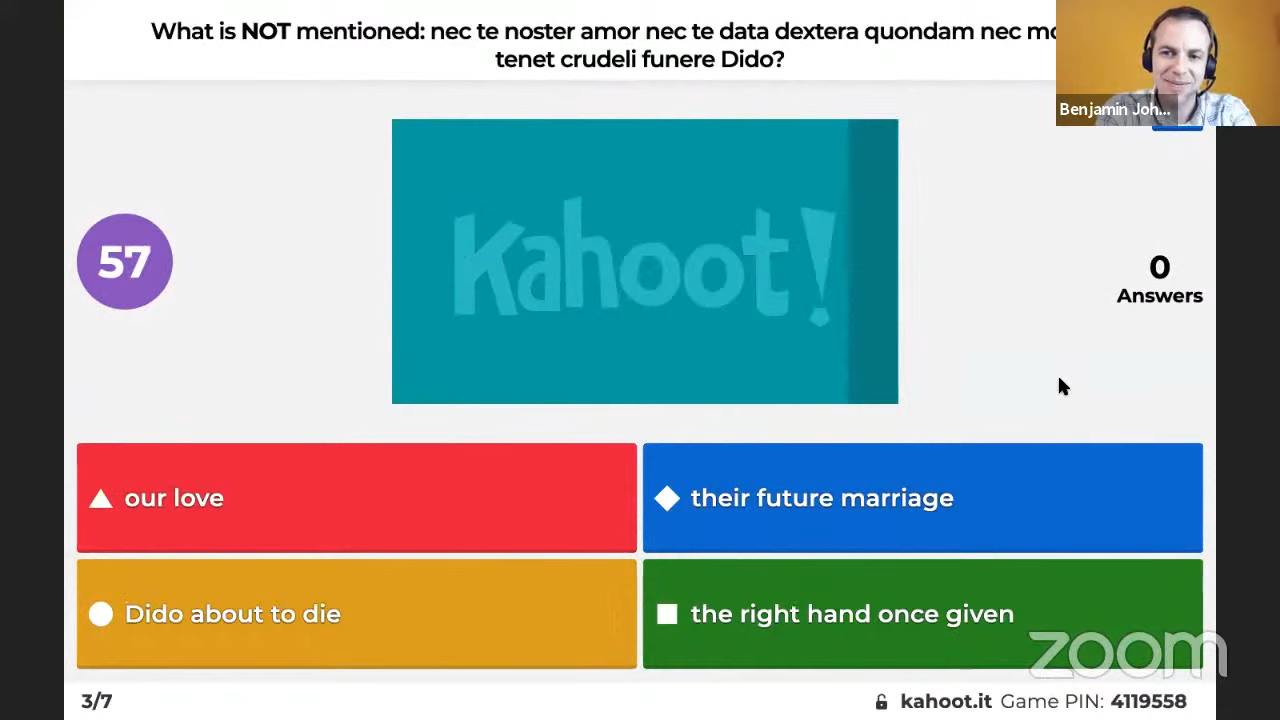 What is NOT mentioned: nec te noster amor nec te data dextera quondam nec
tenet crudeli funere Dido?
Benjamin Joh...
57
Kahoot!
0
Answers
our love
their future marriage
Dido about to die
the right hand once given
zoom
3/7
kahoot.it Game PIN: 4119558